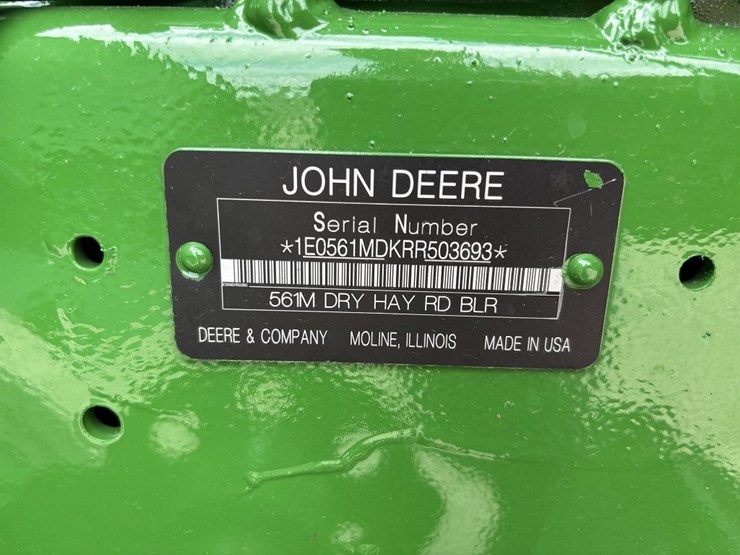 JOHN DEERE
Serial Number
*1E0561MDKRR503693*
561M DRY HAY RD BLR
DEERE & COMPANY MOLINE, ILLINOIS MADE IN USA